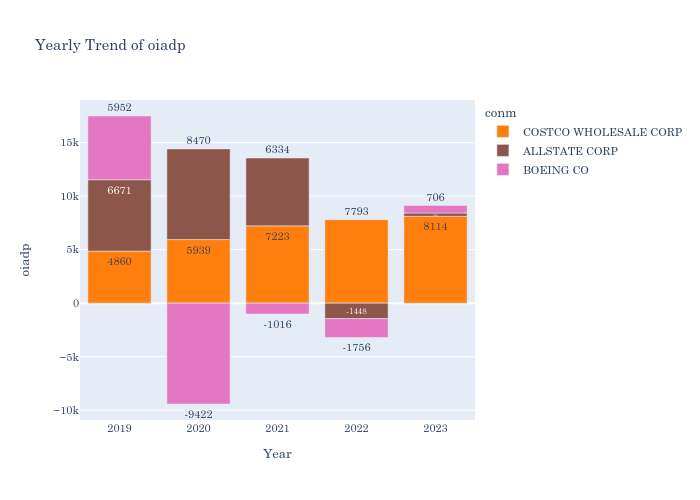 Yearly Trend of oiadp
conm
COSTCO WHOLESALE CORP
ALLSTATE CORP
BOEING CO
oiadp
15k
10k
5k
0
−5k
−10k
5952
6671
4860
8470
5939
-9422
6334
7223
-1016
7793
-1448
-1756
706
8114
2019
2020
2021
2022
2023
Year